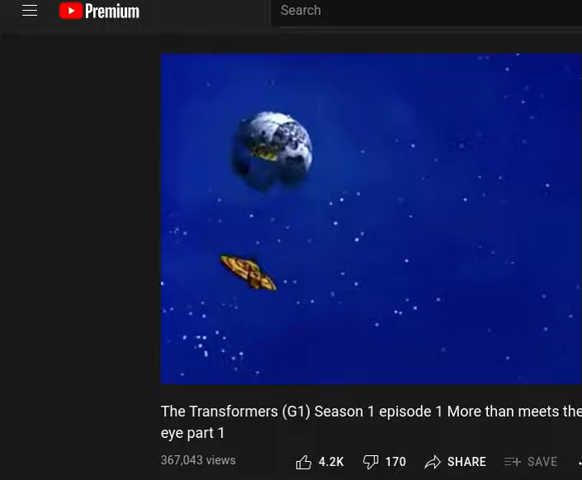 Premium
Search
The Transformers (G1) Season 1 episode 1 More than meets the
eye part 1
367,043 views 4.2K 170 SHARE SAVE